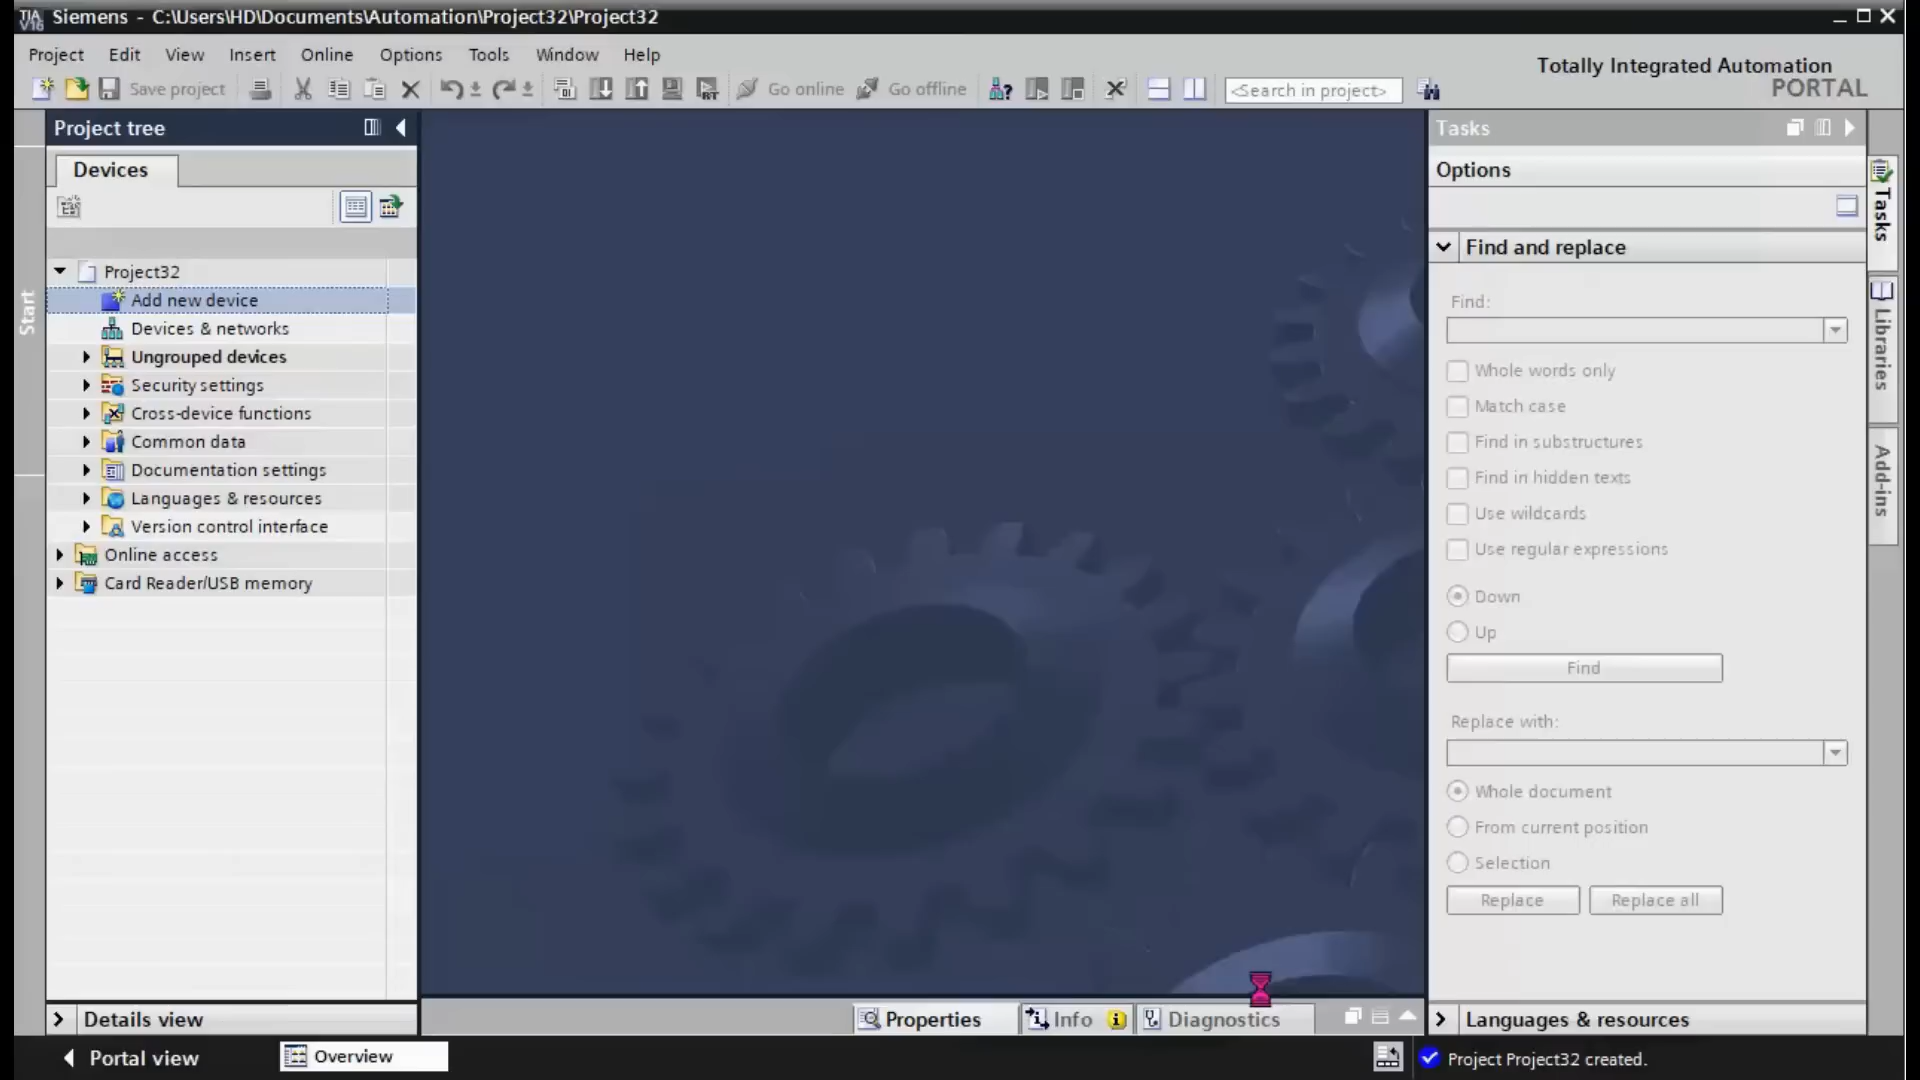 TIA V16 Siemens - C:\Users\HD\Documents\Automation\Project32\Project32
Project Edit View Insert Online Options Tools Window Help
Totally Integrated Automation
PORTAL
Save project Go online Go offline <Search in project>
Project tree
Devices
Start
Project32
Add new device
Devices & networks
Ungrouped devices
Security settings
Cross-device functions
Common data
Documentation settings
Languages & resources
Version control interface
Online access
Card Reader/USB memory
Details view
Properties Info Diagnostics
Tasks
Options
Find and replace
Find:
Whole words only
Match case
Find in substructures
Find in hidden texts
Use wildcards
Use regular expressions
Down
Up
Find
Replace with:
Whole document
From current position
Selection
Replace Replace all
Languages & resources
Tasks
Libraries
Add-ins
Portal view Overview
Project Project32 created.